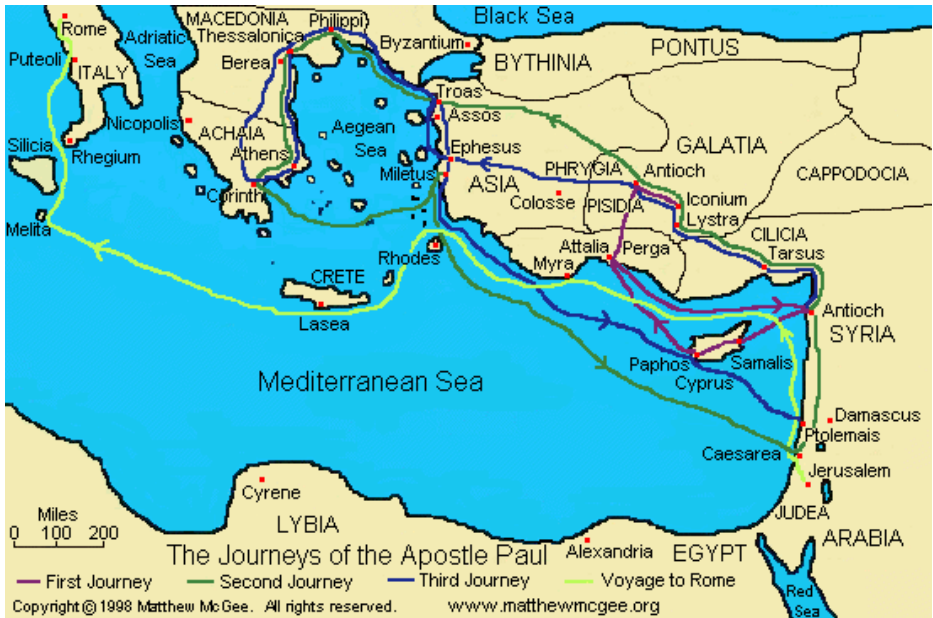 Black Sea
Rome
Adriatic
Sea
MACEDONIA
Philippi
Thessalonica
Byzantium
PONTUS
BYTHINIA
Puteoli
ITALY
Berea
Troas
Assos
Nicopolis
ACHAIA
Aegean
Sea
GALATIA
Silicia
Rhegium
Athens
Ephesus
PHRYGIA
Antioch
CAPPODOCIA
Miletus
ASIA
Colosse
PISIDIA
Iconium
Lystra
Corinth
Melita
CILICIA
Tarsus
Rhodes
Attalia
Perga
Myra
CRETE
Lasea
Antioch
SYRIA
Paphos
Samalis
Cyprus
Mediterranean Sea
Damascus
Ptolemais
Caesarea
Jerusalem
Cyrene
JUDEA
Miles
0 100 200
LYBIA
ARABIA
The Journeys of the Apostle Paul
Alexandria
EGYPT
First Journey
Second Journey
Third Journey
Voyage to Rome
Red
Sea
Copyright © 1998 Matthew McGee. All rights reserved.
www.matthewmcgee.org